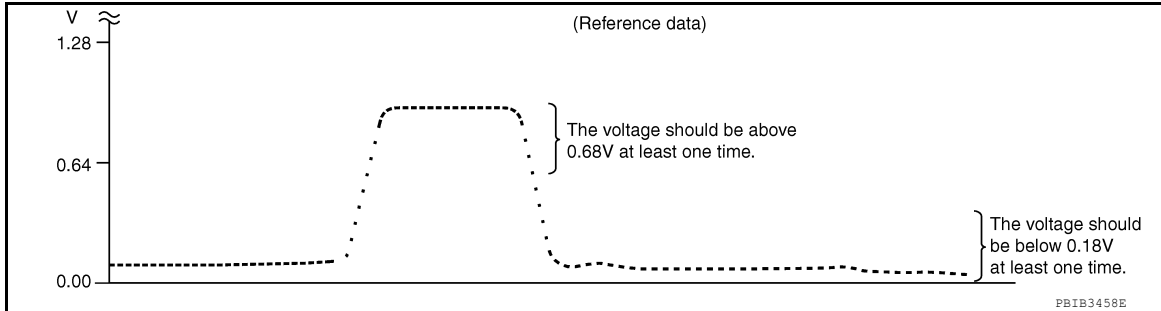 V
(Reference data)
1.28
The voltage should be above
0.68V at least one time.
0.64
The voltage should
be below 0.18V
at least one time.
0.00
PBIB3458E